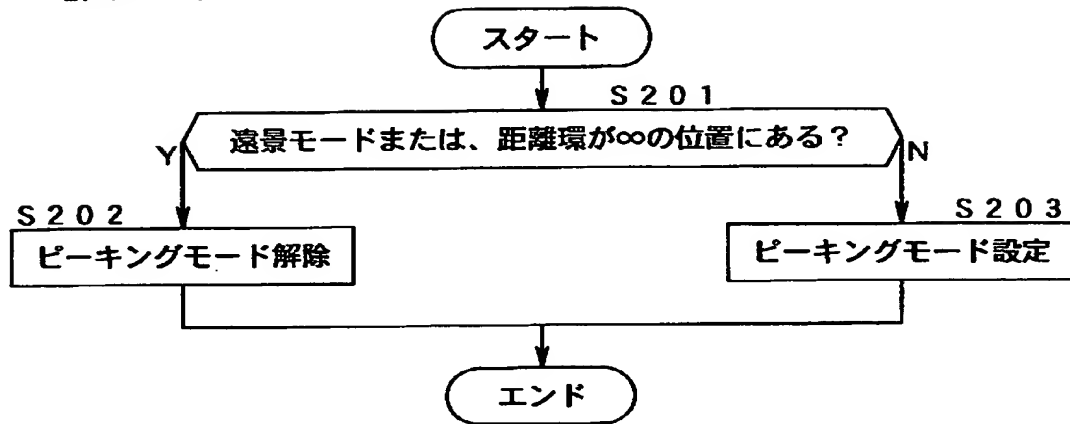 スタート
S201
遠景モードまたは、距離環が∞の位置にある？
Y
N
S202
S203
ピーキングモード解除
ピーキングモード設定
エンド